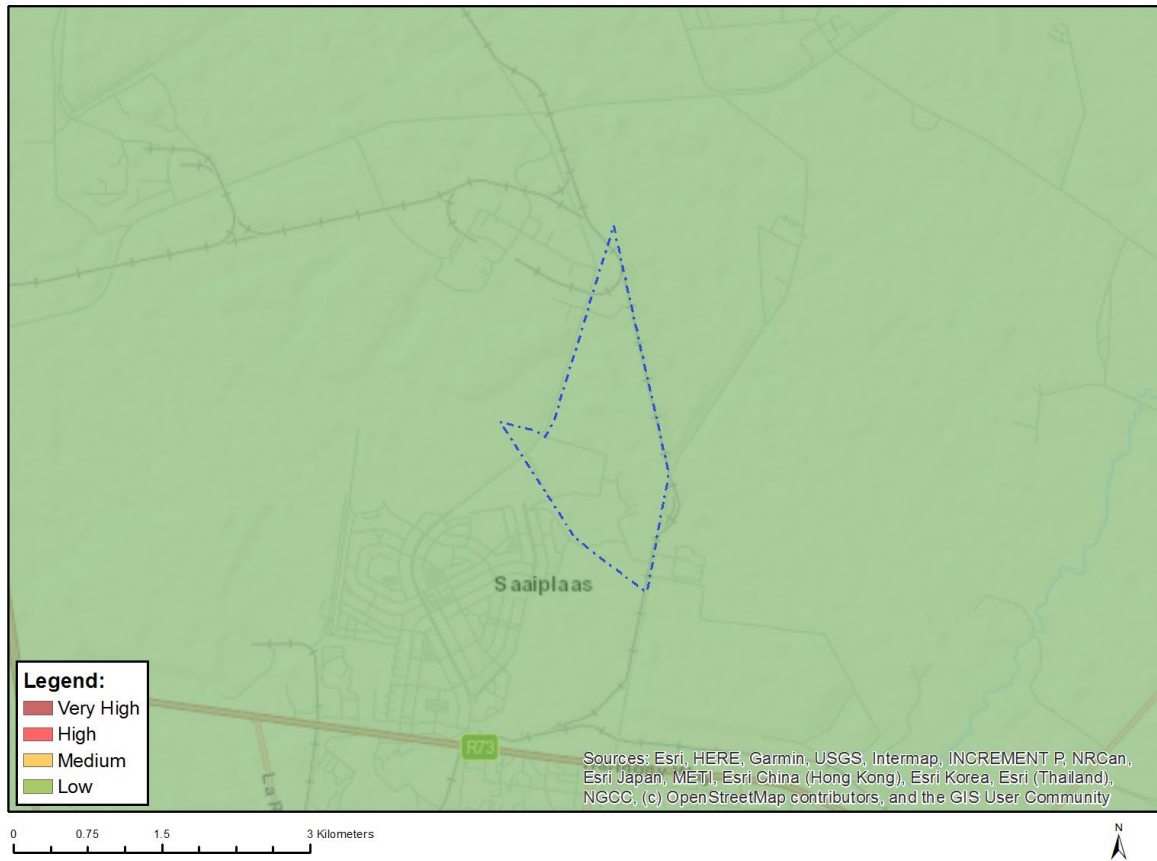 Saaiplaas
R73
La R
Legend:
Very High
High
Medium
Low
Sources: Esri, HERE, Garmin, USGS, Intermap, INCREMENT P, NRCan,
Esri Japan, METI, Esri China (Hong Kong), Esri Korea, Esri (Thailand),
NGCC, (c) OpenStreetMap contributors, and the GIS User Community
0 0.75 1.5 3 Kilometers
N